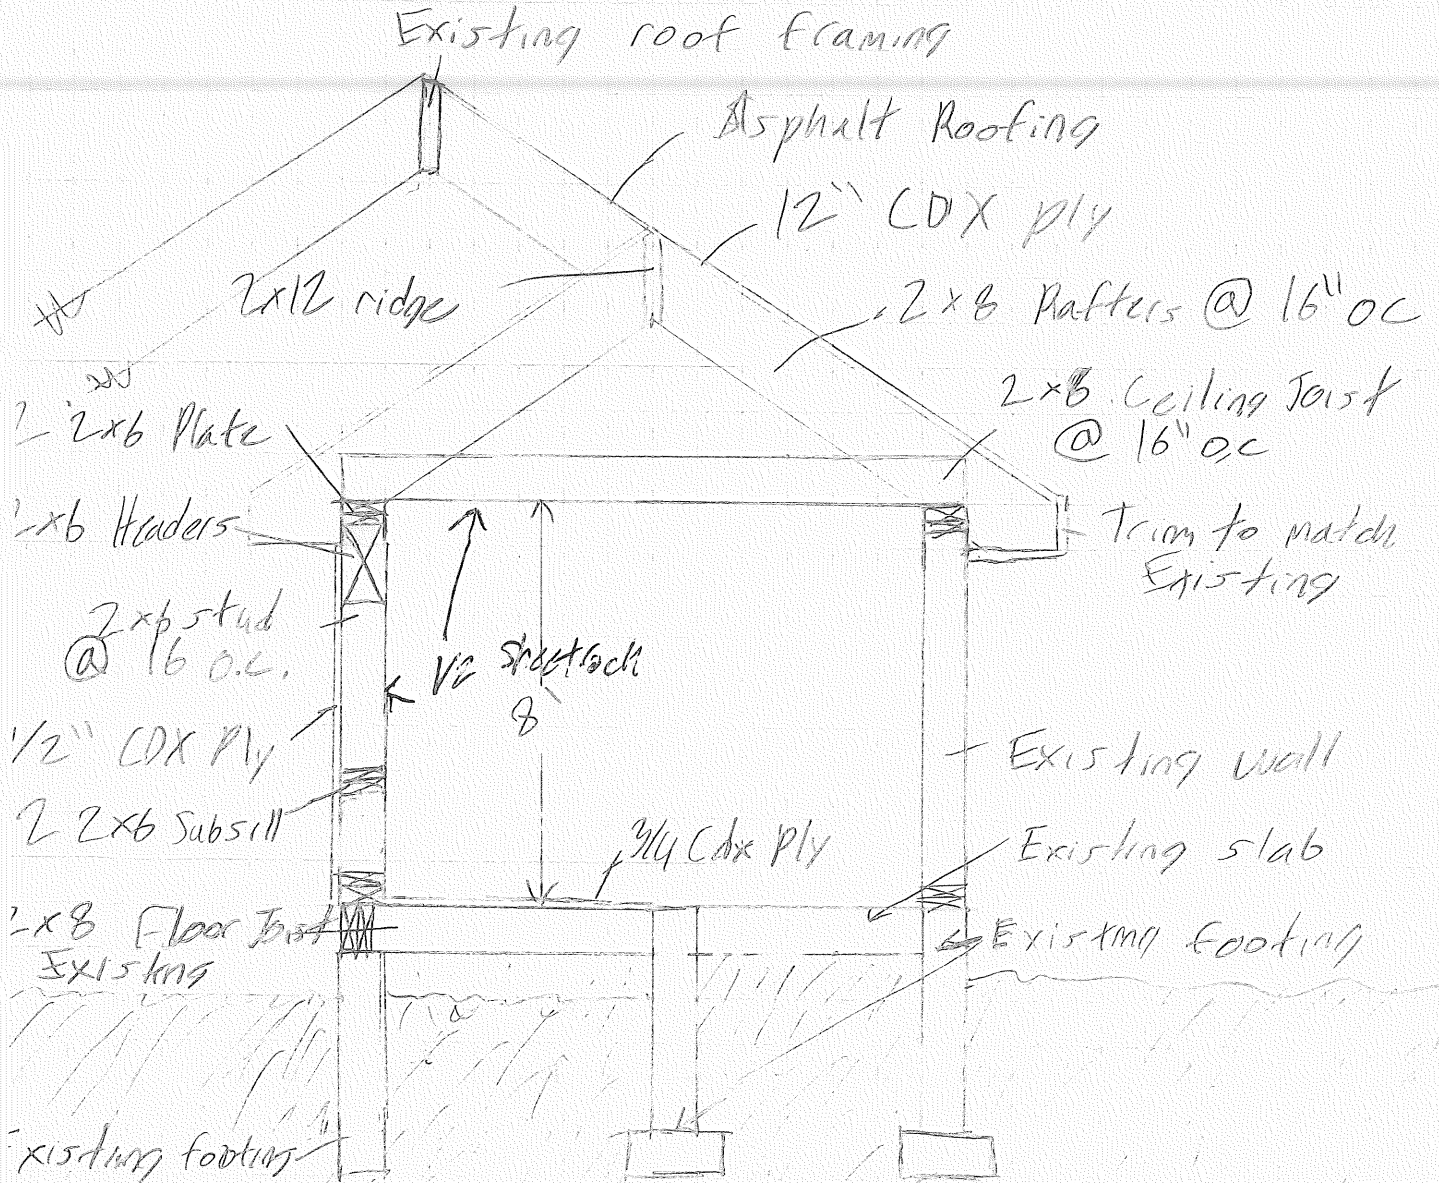 Existing roof framing
Asphalt Roofing
12" CDX ply
2x12 ridge
2x8 Rafters @ 16" OC
2x8 Ceiling Joist
@ 16" O,C
2 2x6 Plate
2x6 Headers
Trim to match
Existing
2x6 stud
@ 16 O.C.
1/2 Sheetrock
8'
1/2" CDX Ply
Existing wall
2 2x6 Subsill
3/4 Cdx Ply
Existing slab
2x8 Floor Joist
Existing
Existing footing
Existing footing